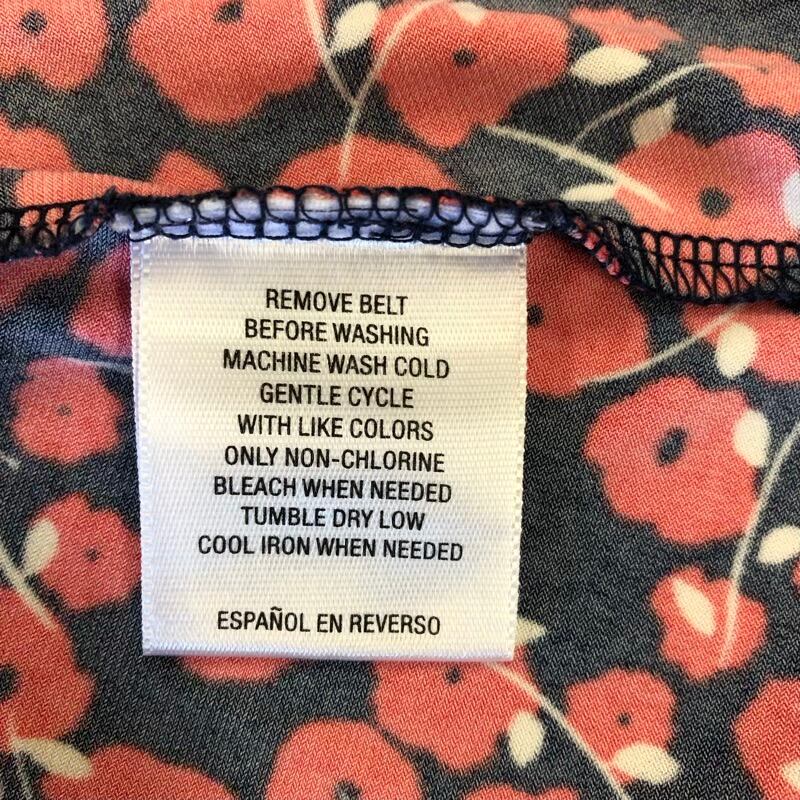 REMOVE BELT
BEFORE WASHING
MACHINE WASH COLD
GENTLE CYCLE
WITH LIKE COLORS
ONLY NON-CHLORINE
BLEACH WHEN NEEDED
TUMBLE DRY LOW
COOL IRON WHEN NEEDED
ESPAÑOL EN REVERSO